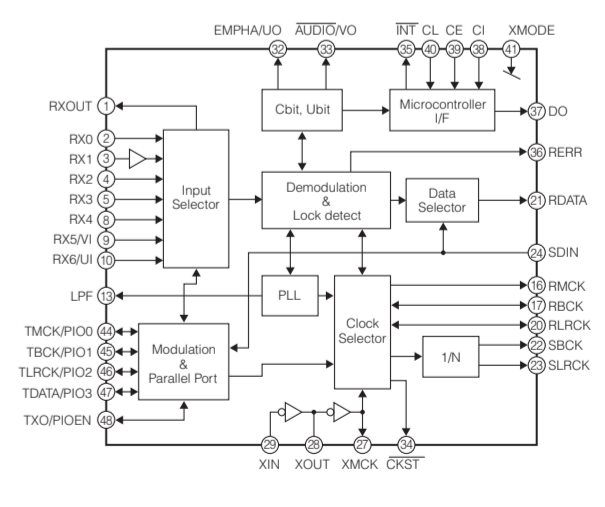 EMPHA/UO AUDIO/VO INT CL CE CI XMODE
32 33 35 40 39 38 41
RXOUT 1
Cbit, Ubit
Microcontroller
I/F
37 DO
RX0 2
RX1 3
RX2 4
RX3 5
RX4 8
RX5/VI 9
RX6/UI 10
Input
Selector
36 RERR
Demodulation
&
Lock detect
Data
Selector
21 RDATA
24 SDIN
LPF 13
PLL
Clock
Selector
16 RMCK
17 RBCK
20 RLRCK
22 SBCK
23 SLRCK
1/N
TMCK/PIO0 44
TBCK/PIO1 45
TLRCK/PIO2 46
TDATA/PIO3 47
TXO/PIOEN 48
Modulation
&
Parallel Port
29 28 27 34
XIN XOUT XMCK CKST